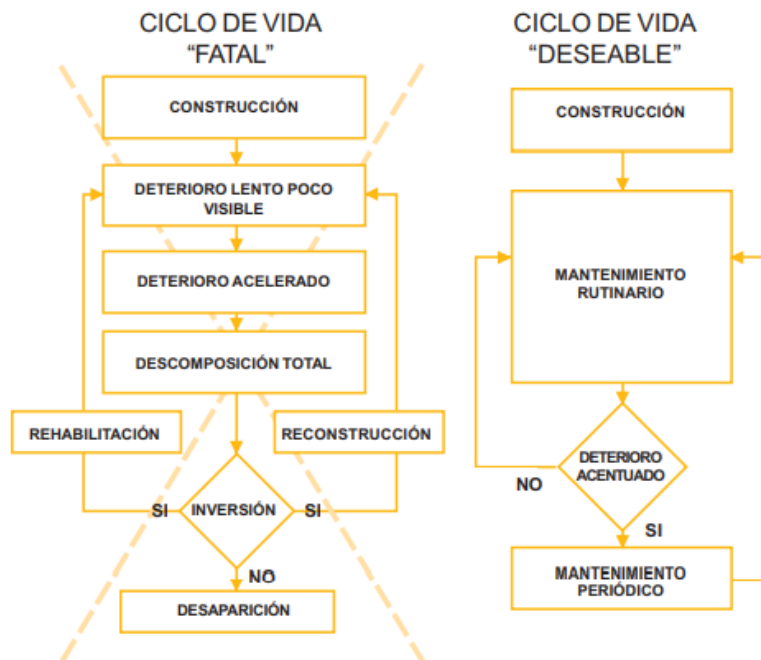 CICLO DE VIDA
“FATAL”
CONSTRUCCIÓN
DETERIORO LENTO POCO
VISIBLE
DETERIORO ACELERADO
DESCOMPOSICIÓN TOTAL
REHABILITACIÓN
RECONSTRUCCIÓN
SI
INVERSIÓN
SI
NO
DESAPARICIÓN
CICLO DE VIDA
“DESEABLE”
CONSTRUCCIÓN
MANTENIMIENTO
RUTINARIO
DETERIORO
ACENTUADO
NO
SI
MANTENIMIENTO
PERIÓDICO